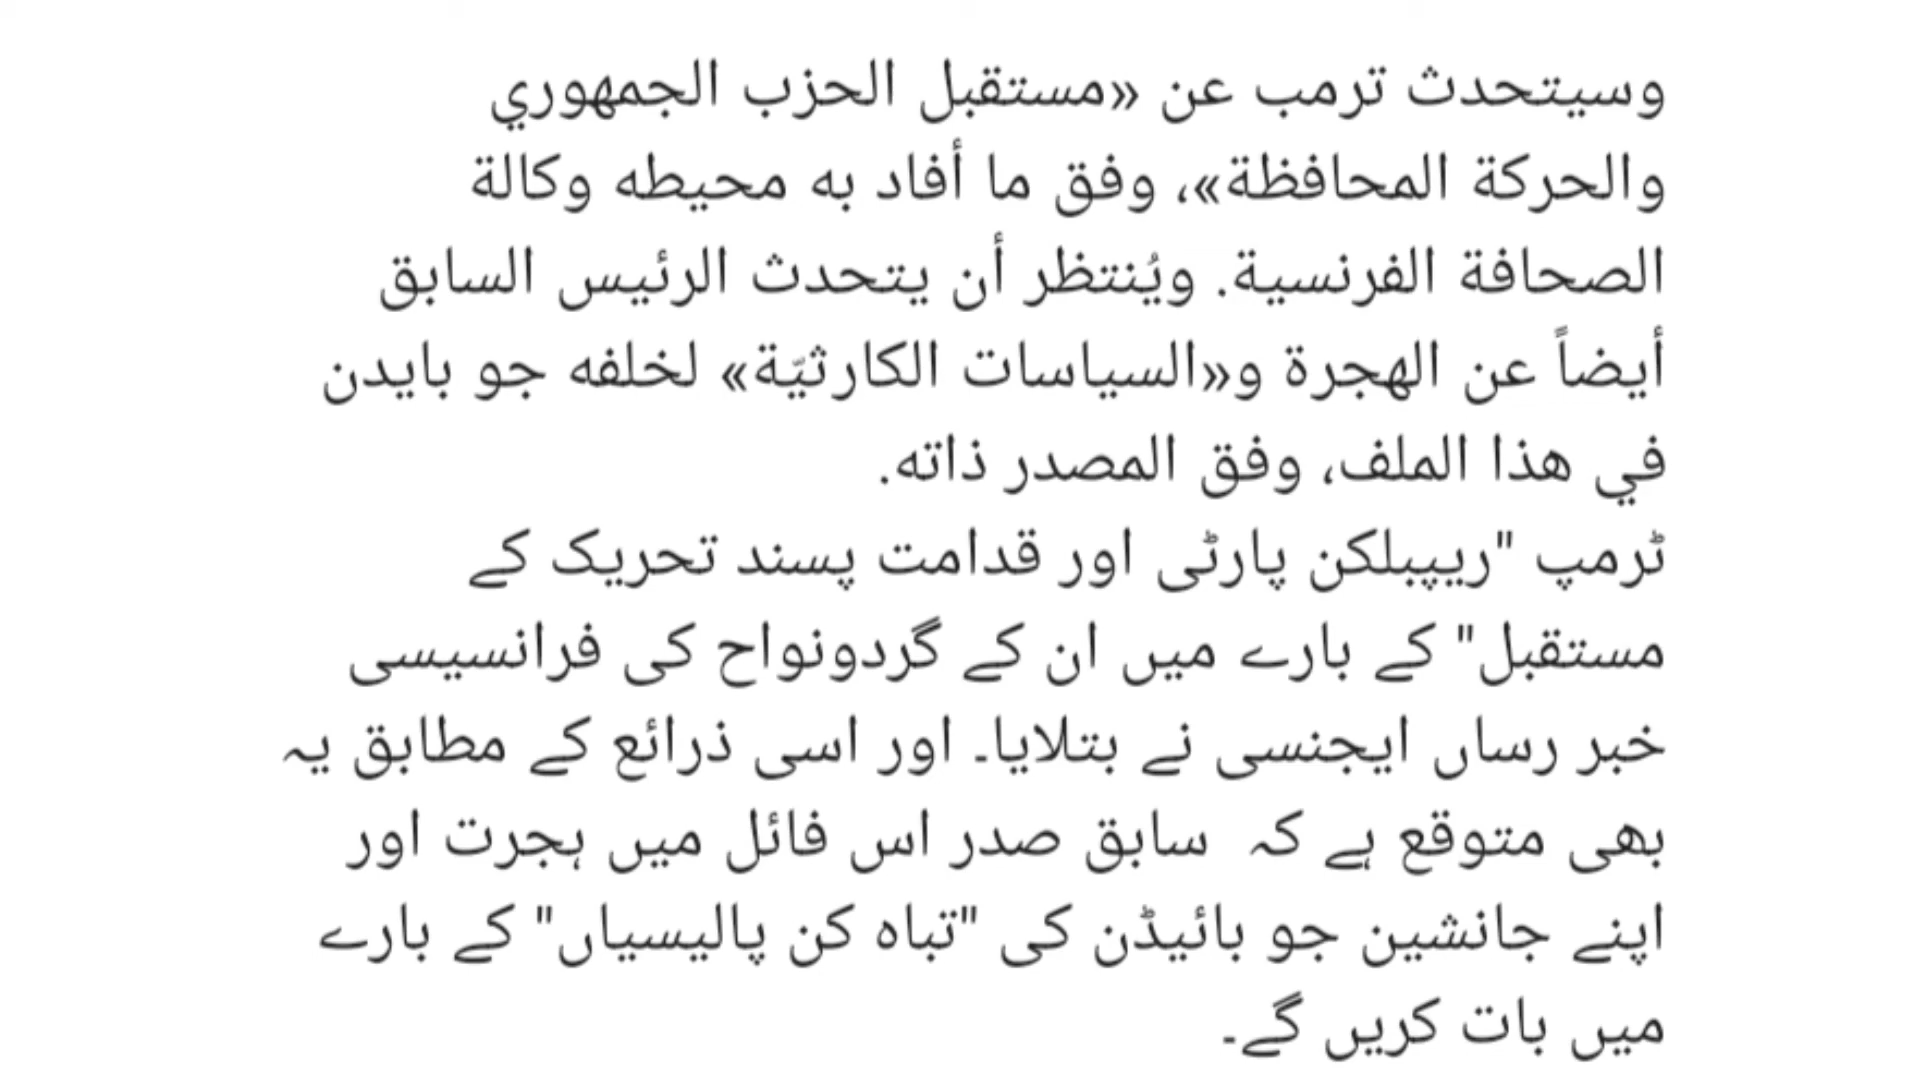 وسيتحدث ترمب عن «مستقبل الحزب الجمهوري
والحركة المحافظة»، وفق ما أفاد به محيطه وكالة
الصحافة الفرنسية. ويُنتظر أن يتحدث الرئيس السابق
أيضاً عن الهجرة و«السياسات الكارثيّة» لخلفه جو بايدن
في هذا الملف، وفق المصدر ذاته.
ٹرمپ "ریپبلکن پارٹی اور قدامت پسند تحریک کے
مستقبل" کے بارے میں ان کے گردونواح کی فرانسیسی
خبر رساں ایجنسی نے بتلایا۔ اور اسی ذرائع کے مطابق یہ
بھی متوقع ہے کہ سابق صدر اس فائل میں ہجرت اور
اپنے جانشین جو بائیڈن کی "تباہ کن پالیسیاں" کے بارے
میں بات کریں گے۔